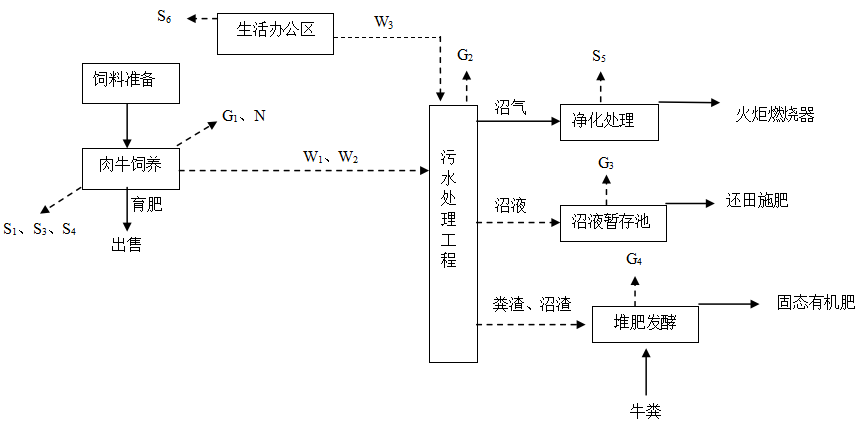 S6
生活办公区
W3
G2
S5
饲料准备
沼气
净化处理
火炬燃烧器
G1、N
肉牛饲养
W1、W2
污水处理工程
G3
育肥
沼液
沼液暂存池
还田施肥
S1、S3、S4
出售
G4
粪渣、沼渣
堆肥发酵
固态有机肥
牛粪